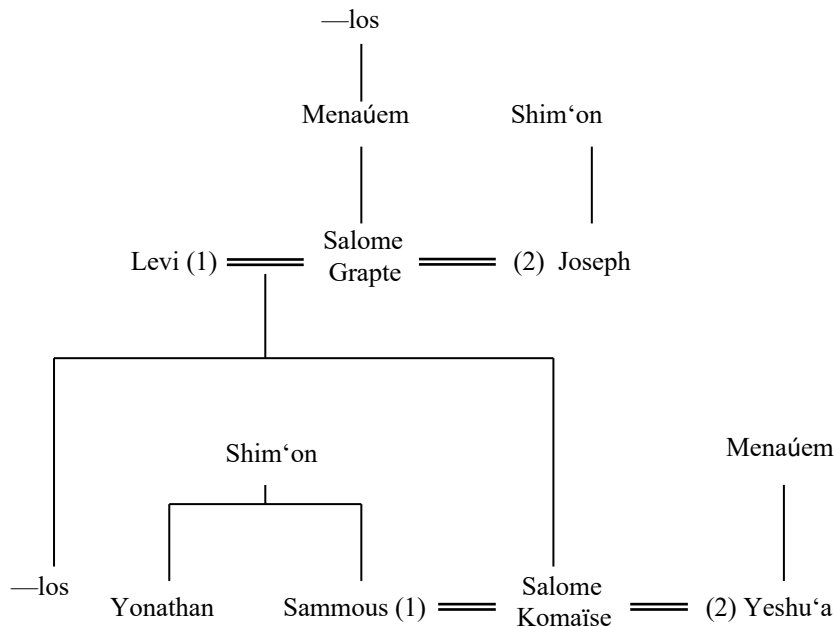 —los
Menaúem Shim‘on
Levi (1) Salome Grapte (2) Joseph
Shim‘on Menaúem
—los Yonathan Sammous (1) Salome Komaïse (2) Yeshu‘a